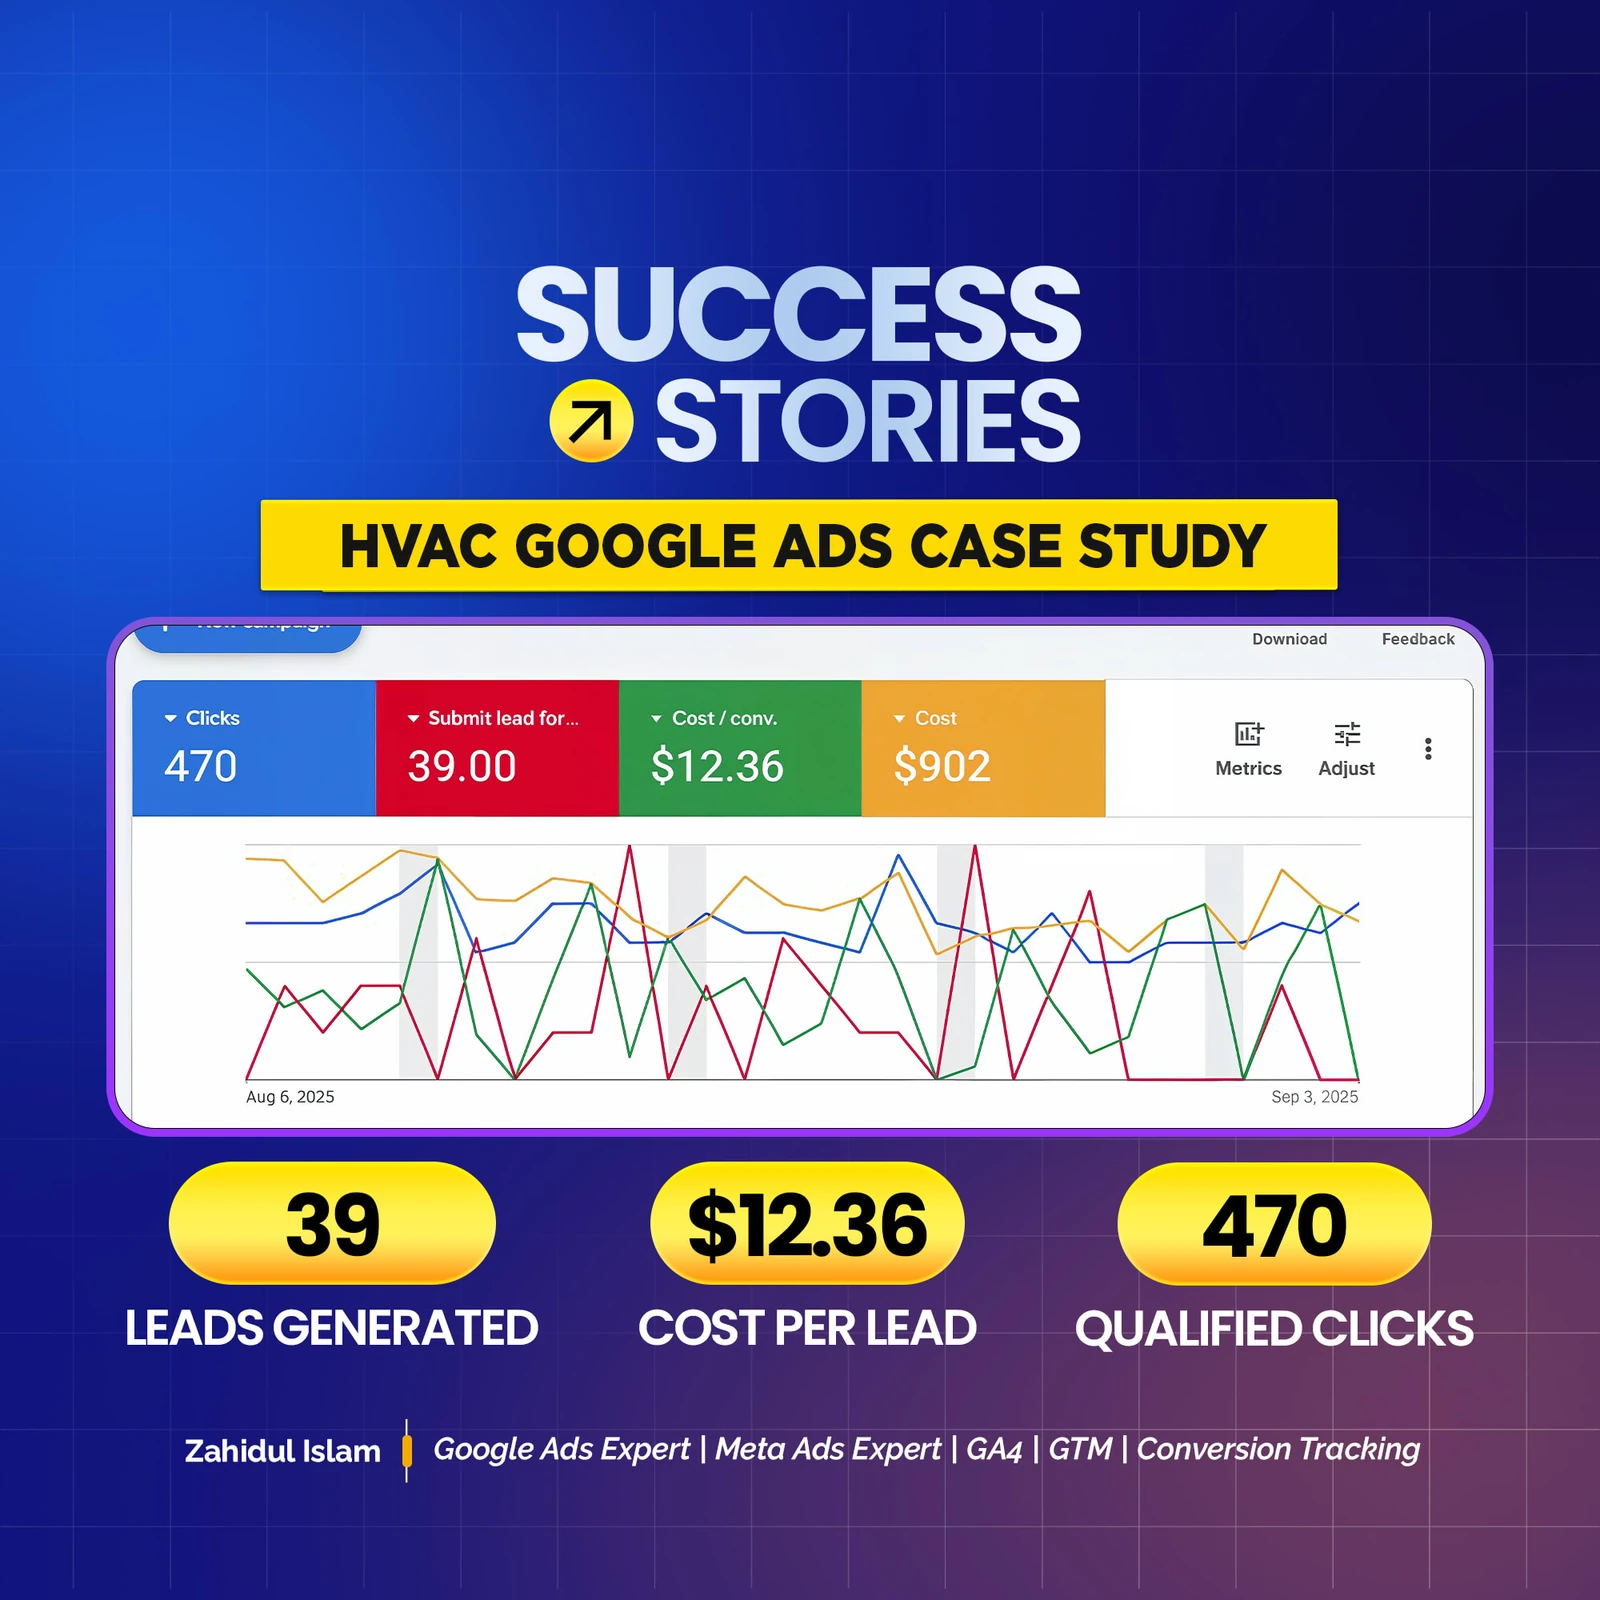 SUCCESS
STORIES
HVAC GOOGLE ADS CASE STUDY
New campaign
Download Feedback
Clicks
470
Submit lead for...
39.00
Cost / conv.
$12.36
Cost
$902
Metrics
Adjust
Aug 6, 2025
Sep 3, 2025
39
LEADS GENERATED
$12.36
COST PER LEAD
470
QUALIFIED CLICKS
Zahidul Islam
Google Ads Expert | Meta Ads Expert | GA4 | GTM | Conversion Tracking